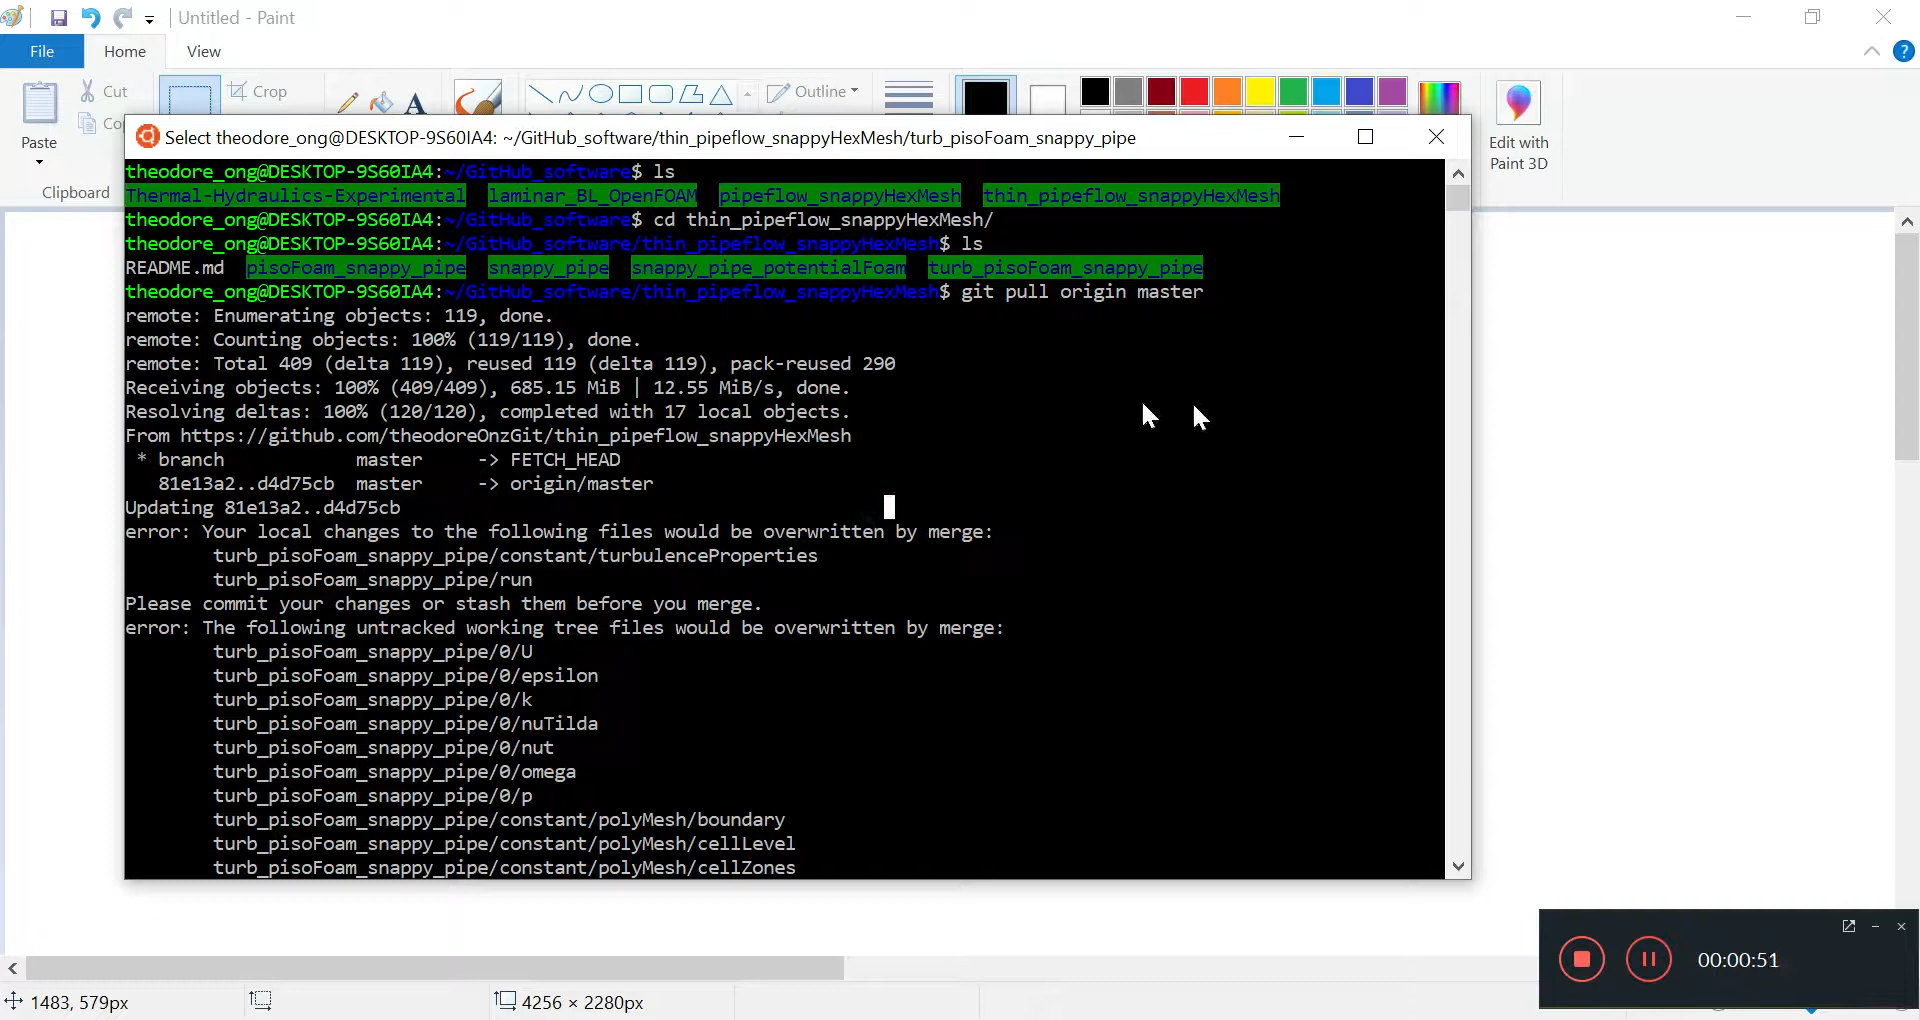 Untitled - Paint
File Home View
Cut
Crop
Outline
Paste
Edit with
Paint 3D
Clipboard
Select theodore_ong@DESKTOP-9S60IA4: ~/GitHub_software/thin_pipeflow_snappyHexMesh/turb_pisoFoam_snappy_pipe
theodore_ong@DESKTOP-9S60IA4:~/GitHub_software$ ls
Thermal-Hydraulics-Experimental laminar_BL_OpenFOAM pipeflow_snappyHexMesh thin_pipeflow_snappyHexMesh
theodore_ong@DESKTOP-9S60IA4:~/GitHub_software$ cd thin_pipeflow_snappyHexMesh/
theodore_ong@DESKTOP-9S60IA4:~/GitHub_software/thin_pipeflow_snappyHexMesh$ ls
README.md pisoFoam_snappy_pipe snappy_pipe snappy_pipe_potentialFoam turb_pisoFoam_snappy_pipe
theodore_ong@DESKTOP-9S60IA4:~/GitHub_software/thin_pipeflow_snappyHexMesh$ git pull origin master
remote: Enumerating objects: 119, done.
remote: Counting objects: 100% (119/119), done.
remote: Total 409 (delta 119), reused 119 (delta 119), pack-reused 290
Receiving objects: 100% (409/409), 685.15 MiB | 12.55 MiB/s, done.
Resolving deltas: 100% (120/120), completed with 17 local objects.
From https://github.com/theodoreOnzGit/thin_pipeflow_snappyHexMesh
* branch master -> FETCH_HEAD
81e13a2..d4d75cb master -> origin/master
Updating 81e13a2..d4d75cb
error: Your local changes to the following files would be overwritten by merge:
turb_pisoFoam_snappy_pipe/constant/turbulenceProperties
turb_pisoFoam_snappy_pipe/run
Please commit your changes or stash them before you merge.
error: The following untracked working tree files would be overwritten by merge:
turb_pisoFoam_snappy_pipe/0/U
turb_pisoFoam_snappy_pipe/0/epsilon
turb_pisoFoam_snappy_pipe/0/k
turb_pisoFoam_snappy_pipe/0/nuTilda
turb_pisoFoam_snappy_pipe/0/nut
turb_pisoFoam_snappy_pipe/0/omega
turb_pisoFoam_snappy_pipe/0/p
turb_pisoFoam_snappy_pipe/constant/polyMesh/boundary
turb_pisoFoam_snappy_pipe/constant/polyMesh/cellLevel
turb_pisoFoam_snappy_pipe/constant/polyMesh/cellZones
00:00:51
1483, 579px
4256 × 2280px